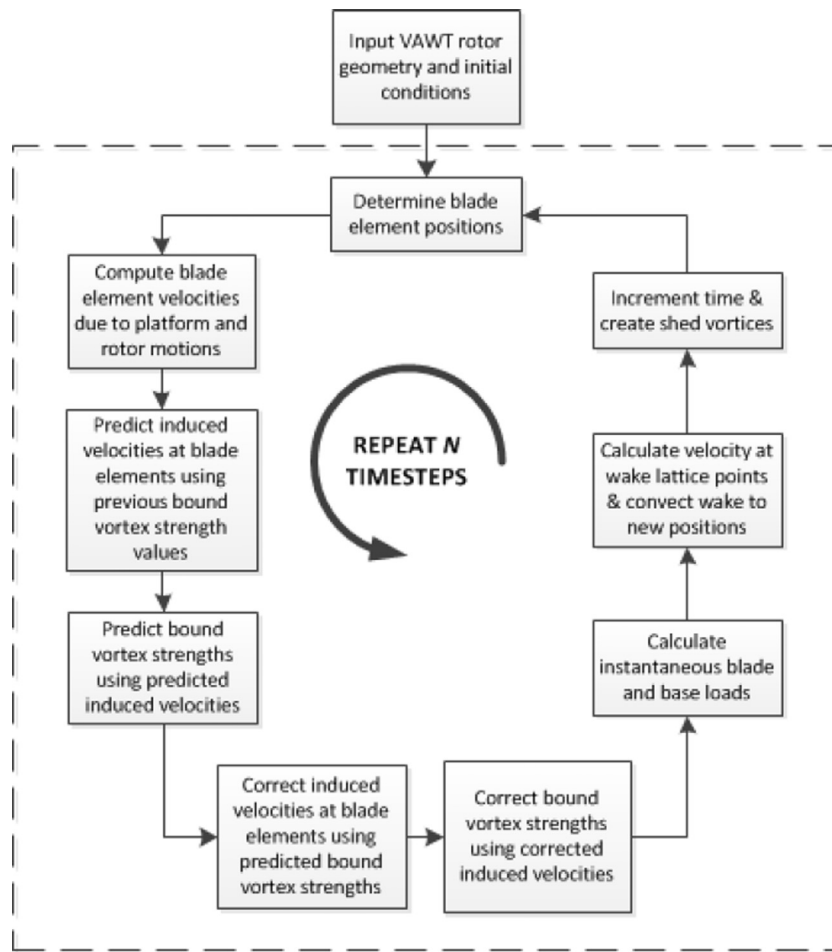 Input VAWT rotor
geometry and initial
conditions
Determine blade
element positions
Compute blade
element velocities
due to platform and
rotor motions
Predict induced
velocities at blade
elements using
previous bound
vortex strength
values
Predict bound
vortex strengths
using predicted
induced velocities
Correct induced
velocities at blade
elements using
predicted bound
vortex strengths
Correct bound
vortex strengths
using corrected
induced velocities
Calculate
instantaneous blade
and base loads
Calculate velocity at
wake lattice points
& convect wake to
new positions
Increment time &
create shed vortices
REPEAT N
TIMESTEPS